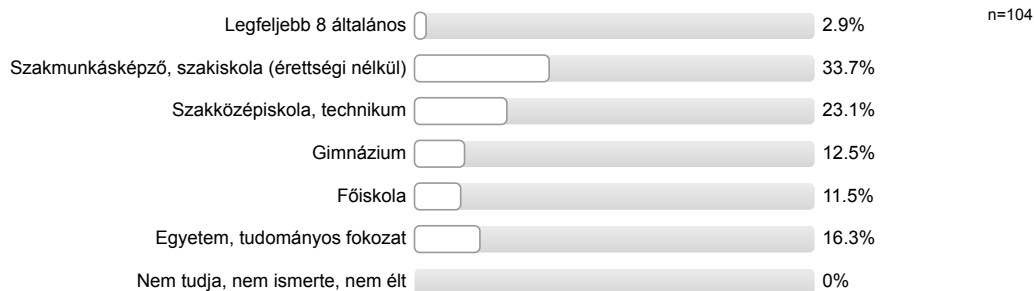 Legfeljebb 8 általános 2.9% n=104
Szakmunkásképző, szakiskola (érettségi nélkül) 33.7%
Szakközépiskola, technikum 23.1%
Gimnázium 12.5%
Főiskola 11.5%
Egyetem, tudományos fokozat 16.3%
Nem tudja, nem ismerte, nem élt 0%